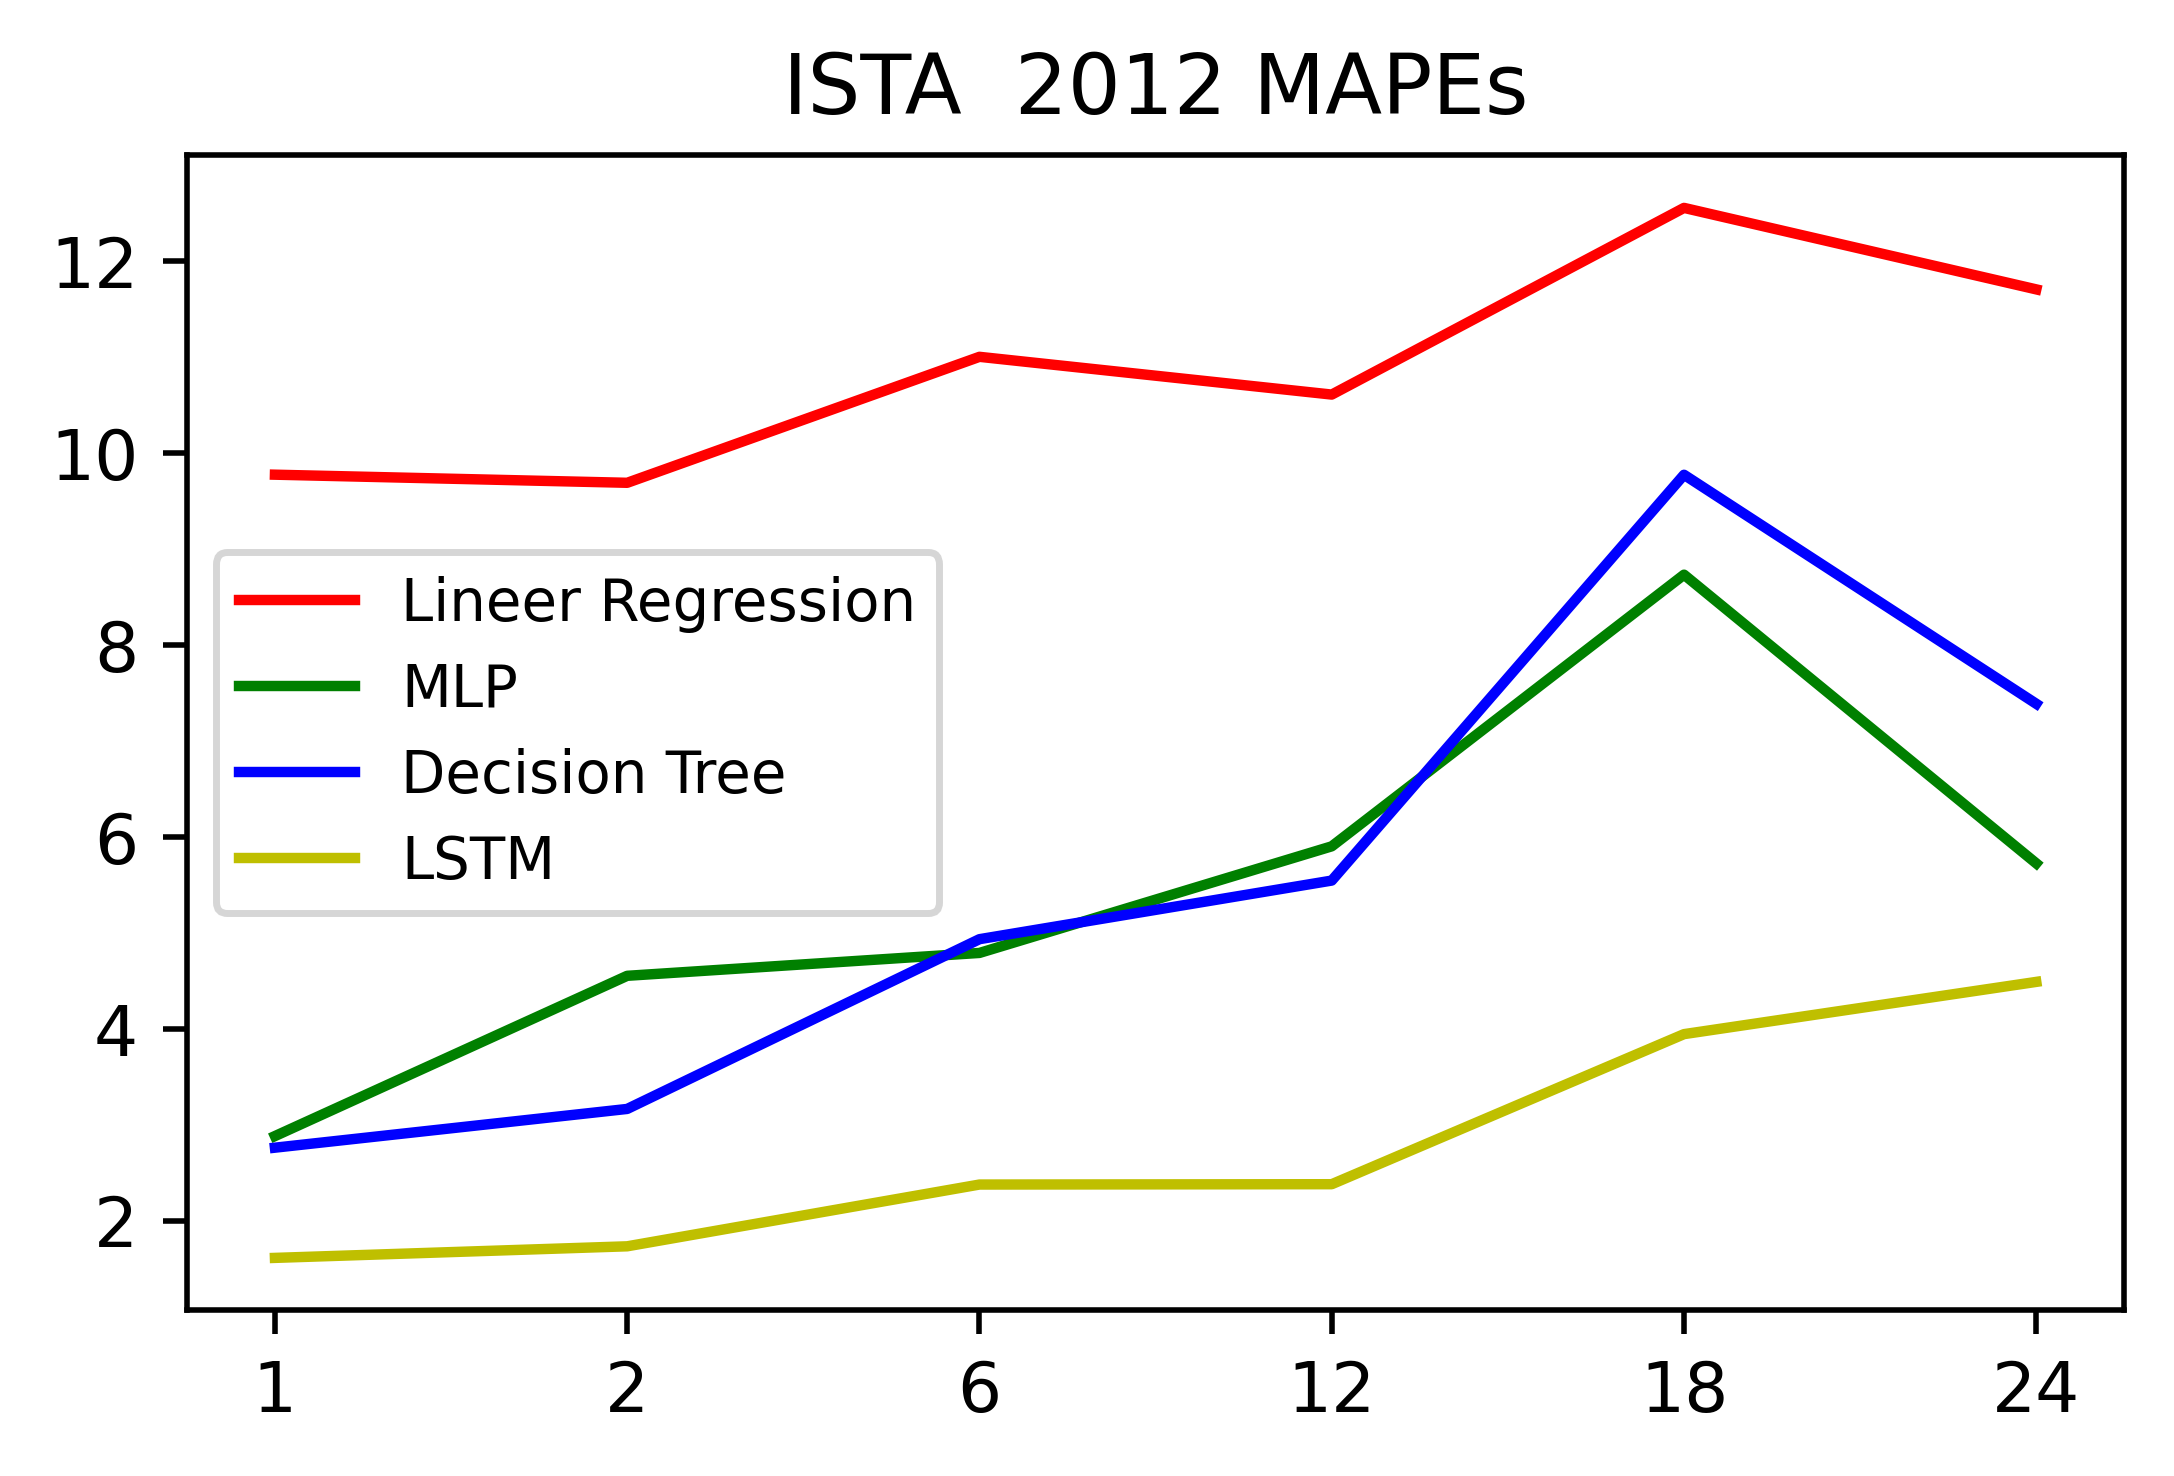 ISTA  2012 MAPEs
12
10
8
6
4
2
Lineer Regression
MLP
Decision Tree
LSTM
1 2 6 12 18 24